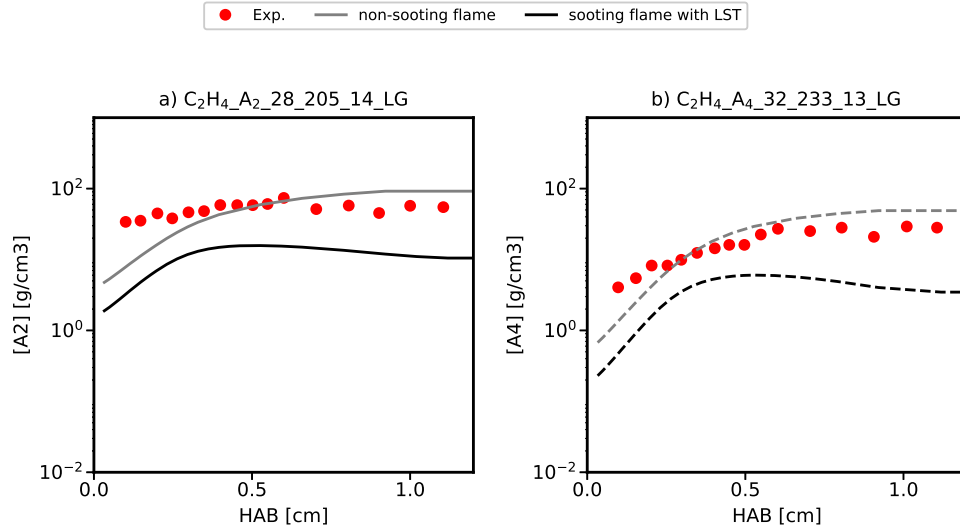 Exp. non-sooting flame sooting flame with LST
a) C₂H₄_A₂_28_205_14_LG
b) C₂H₄_A₄_32_233_13_LG
[A2] [g/cm3]
10²
10⁰
10⁻²
0.0 0.5 1.0
HAB [cm]
[A4] [g/cm3]
10²
10⁰
10⁻²
0.0 0.5 1.0
HAB [cm]